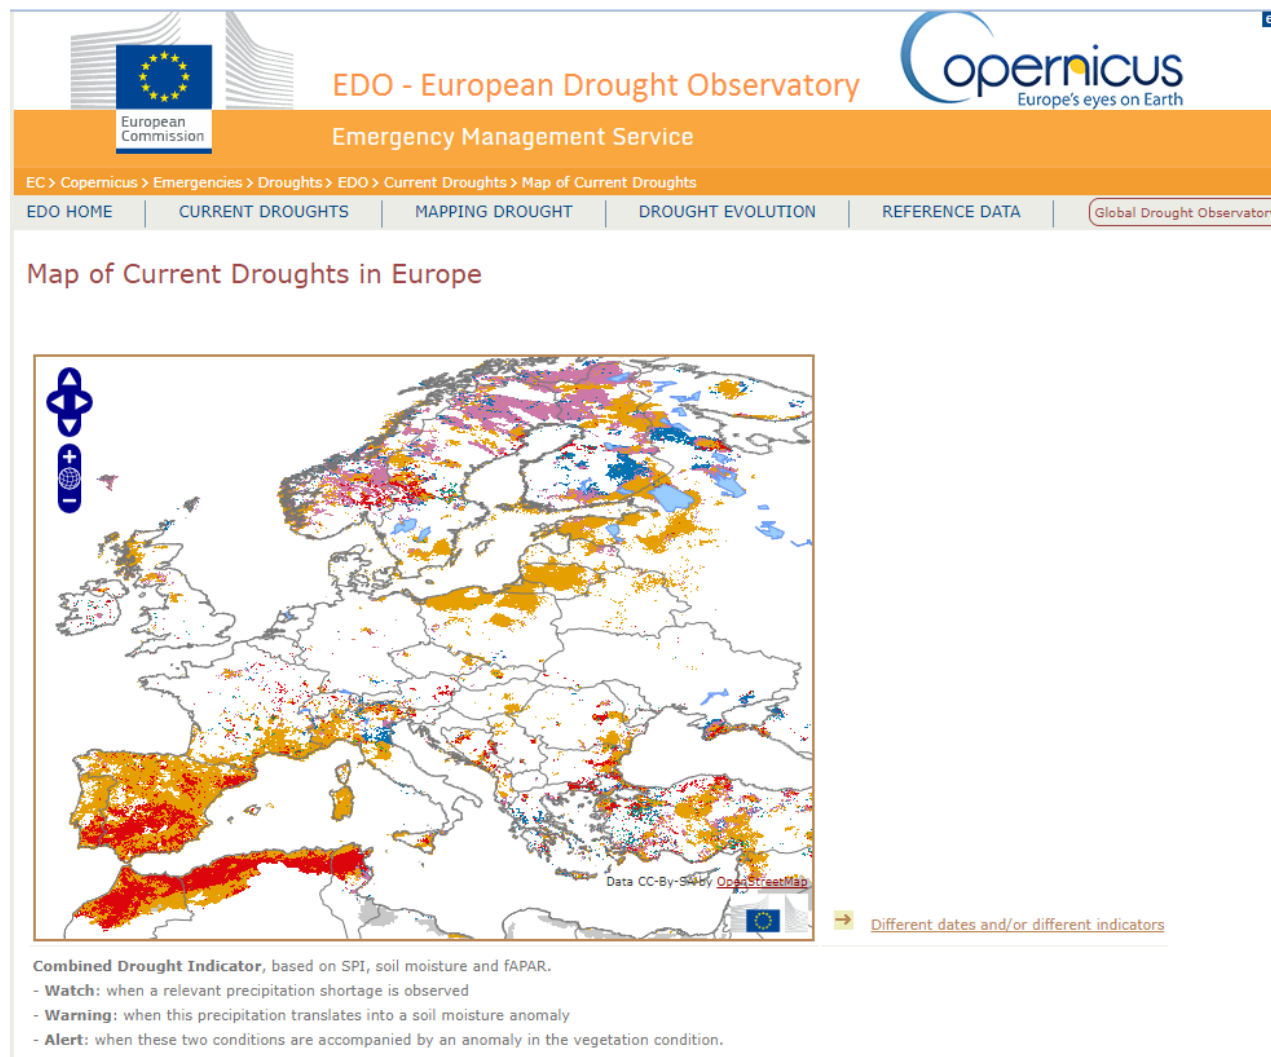 opernicus
Europe's eyes on Earth
EDO - European Drought Observatory
European
Commission
Emergency Management Service
EC > Copernicus > Emergencies > Droughts > EDO > Current Droughts > Map of Current Droughts
EDO HOME
CURRENT DROUGHTS
MAPPING DROUGHT
DROUGHT EVOLUTION
REFERENCE DATA
Global Drought Observatory
Map of Current Droughts in Europe
Data CC-By-SA by OpenStreetMap
Different dates and/or different indicators
Combined Drought Indicator, based on SPI, soil moisture and fAPAR.
- Watch: when a relevant precipitation shortage is observed
- Warning: when this precipitation translates into a soil moisture anomaly
- Alert: when these two conditions are accompanied by an anomaly in the vegetation condition.